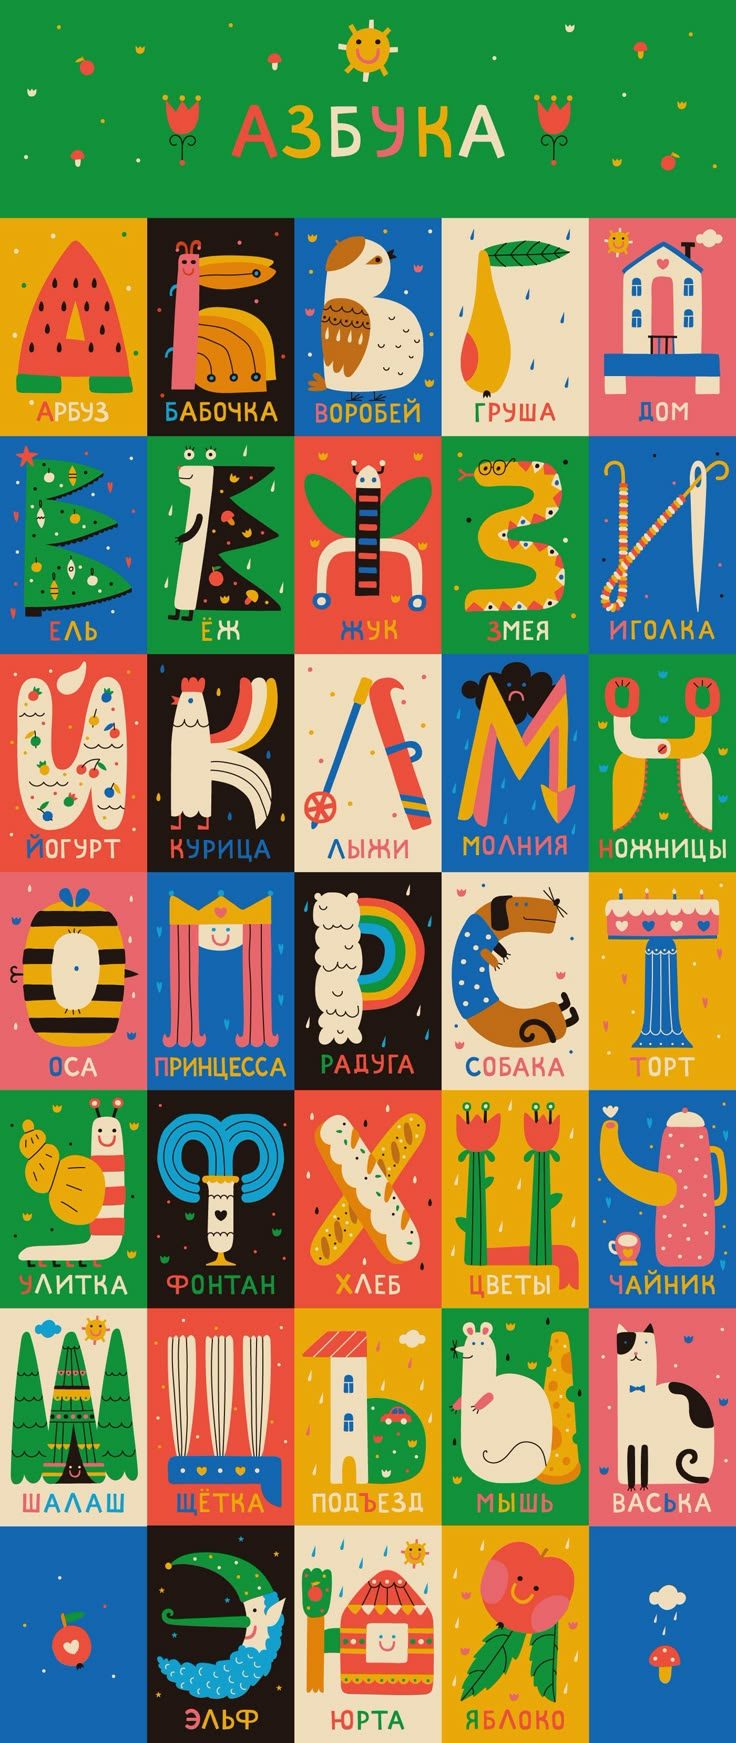 АЗБУКА
АРБУЗ
БАБОЧКА
ВОРОБЕЙ
ГРУША
ДОМ
ЕЛЬ
ЁЖ
ЖУК
ЗМЕЯ
ИГОЛКА
ЙОГУРТ
КУРИЦА
ЛЫЖИ
МОЛНИЯ
НОЖНИЦЫ
ОСА
ПРИНЦЕССА
РАДУГА
СОБАКА
ТОРТ
УЛИТКА
ФОНТАН
ХЛЕБ
ЦВЕТЫ
ЧАЙНИК
ШАЛАШ
ЩЁТКА
ПОДЪЕЗД
МЫШЬ
ВАСЬКА
ЭЛЬФ
ЮРТА
ЯБЛОКО